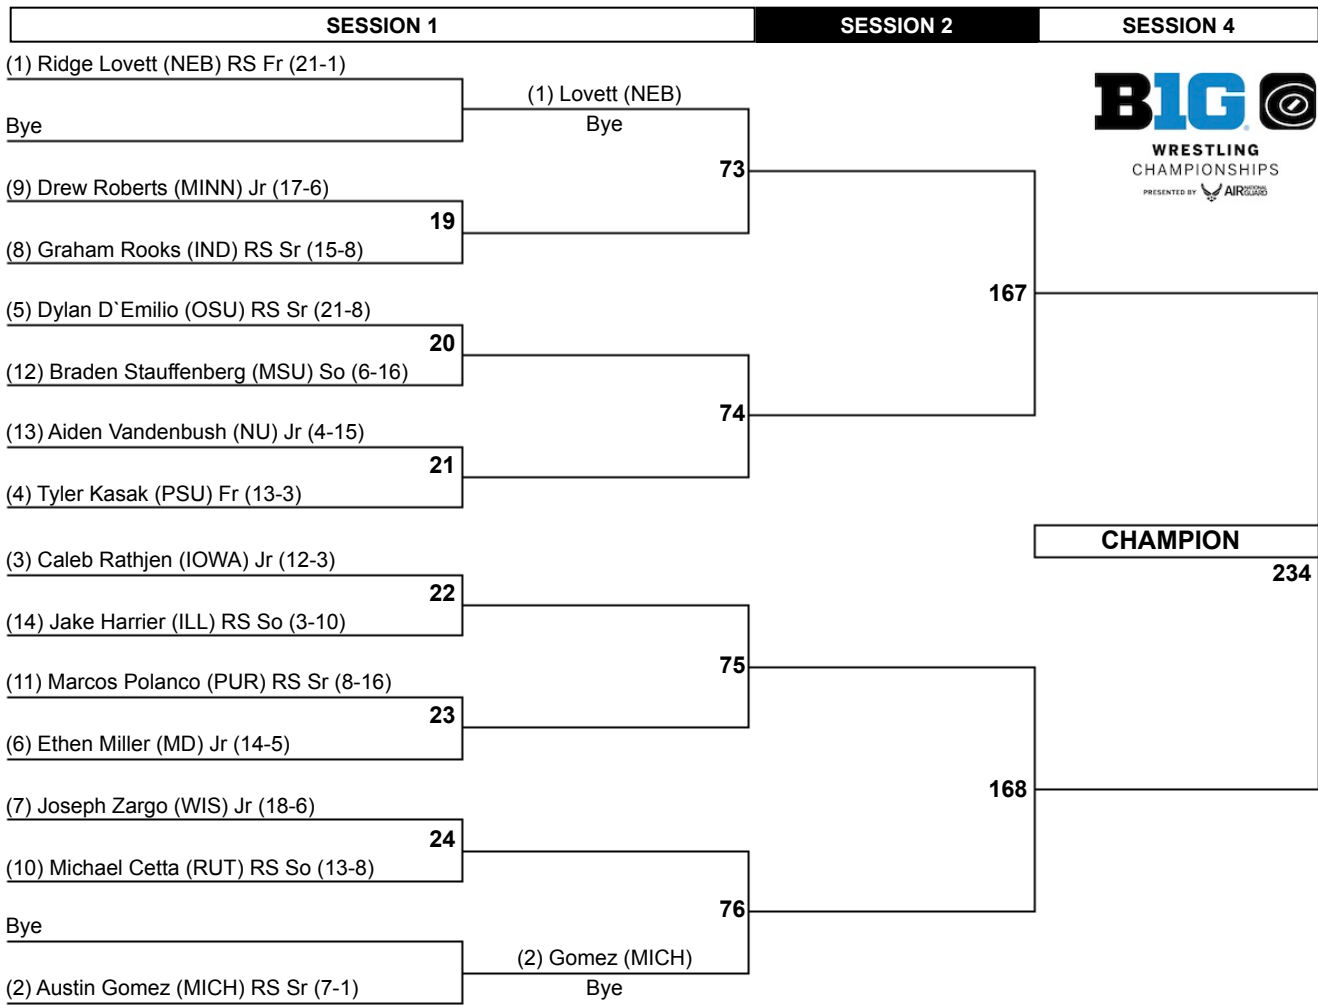 SESSION 1
SESSION 2
SESSION 4
(1) Ridge Lovett (NEB) RS Fr (21-1)
Bye
(1) Lovett (NEB)
Bye
B1G
WRESTLING
CHAMPIONSHIPS
PRESENTED BY AIR NATIONAL GUARD
73
(9) Drew Roberts (MINN) Jr (17-6)
19
(8) Graham Rooks (IND) RS Sr (15-8)
167
(5) Dylan D`Emilio (OSU) RS Sr (21-8)
20
(12) Braden Stauffenberg (MSU) So (6-16)
74
(13) Aiden Vandenbush (NU) Jr (4-15)
21
(4) Tyler Kasak (PSU) Fr (13-3)
CHAMPION
234
(3) Caleb Rathjen (IOWA) Jr (12-3)
22
(14) Jake Harrier (ILL) RS So (3-10)
75
(11) Marcos Polanco (PUR) RS Sr (8-16)
23
(6) Ethen Miller (MD) Jr (14-5)
168
(7) Joseph Zargo (WIS) Jr (18-6)
24
(10) Michael Cetta (RUT) RS So (13-8)
76
Bye
(2) Gomez (MICH)
Bye
(2) Austin Gomez (MICH) RS Sr (7-1)